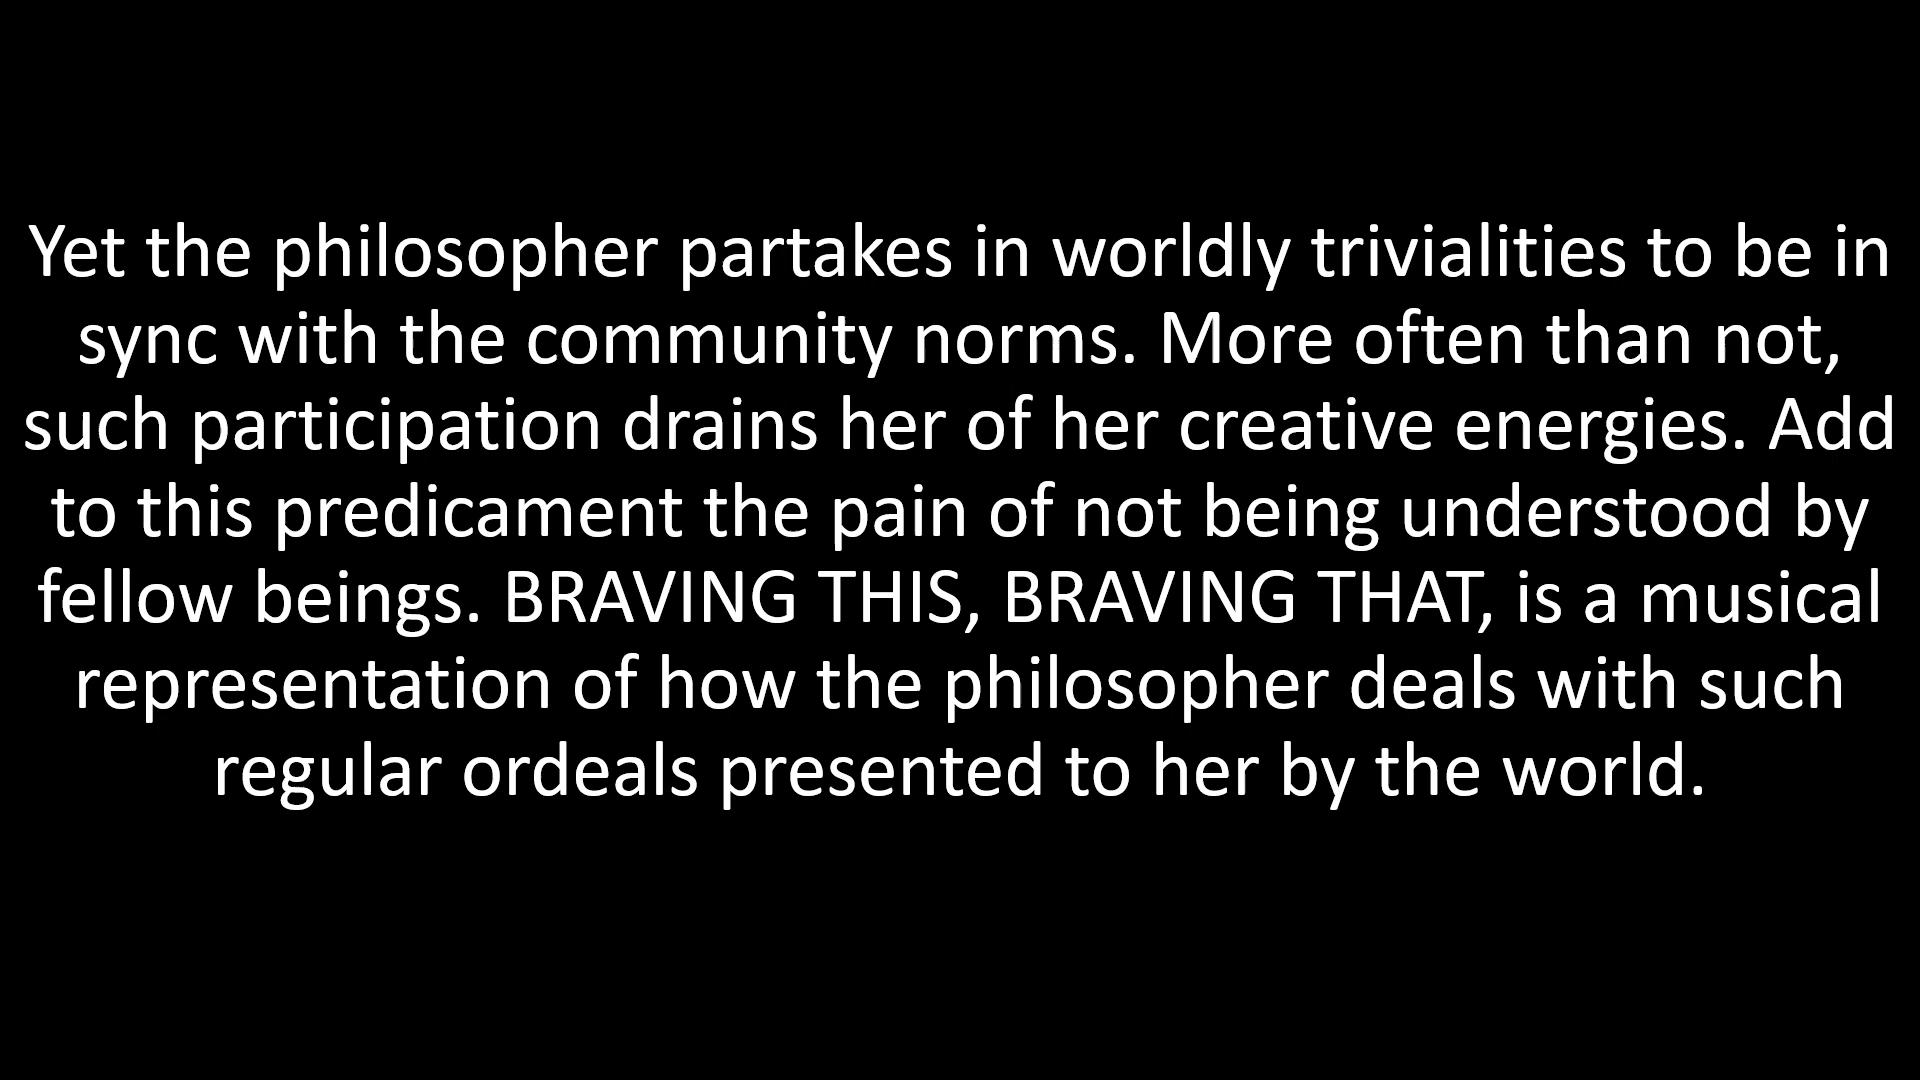 Yet the philosopher partakes in worldly trivialities to be in
sync with the community norms. More often than not,
such participation drains her of her creative energies. Add
to this predicament the pain of not being understood by
fellow beings. BRAVING THIS, BRAVING THAT, is a musical
representation of how the philosopher deals with such
regular ordeals presented to her by the world.